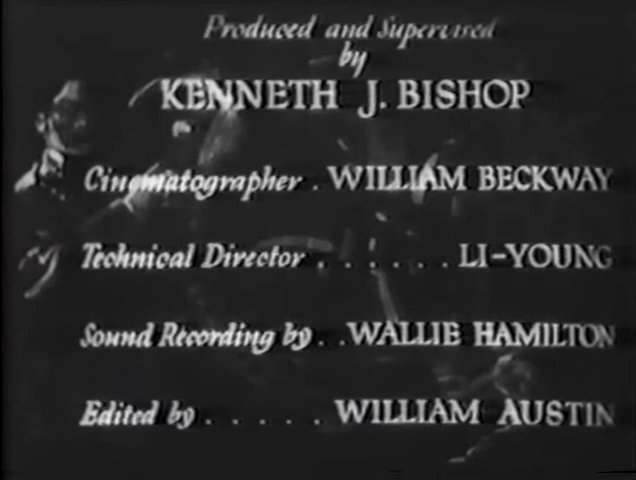 Produced and Supervised
by
KENNETH J. BISHOP
Cinematographer . WILLIAM BECKWAY
Technical Director . . . . . . LI-YOUNG
Sound Recording by . . WALLIE HAMILTON
Edited by . . . . . WILLIAM AUSTIN